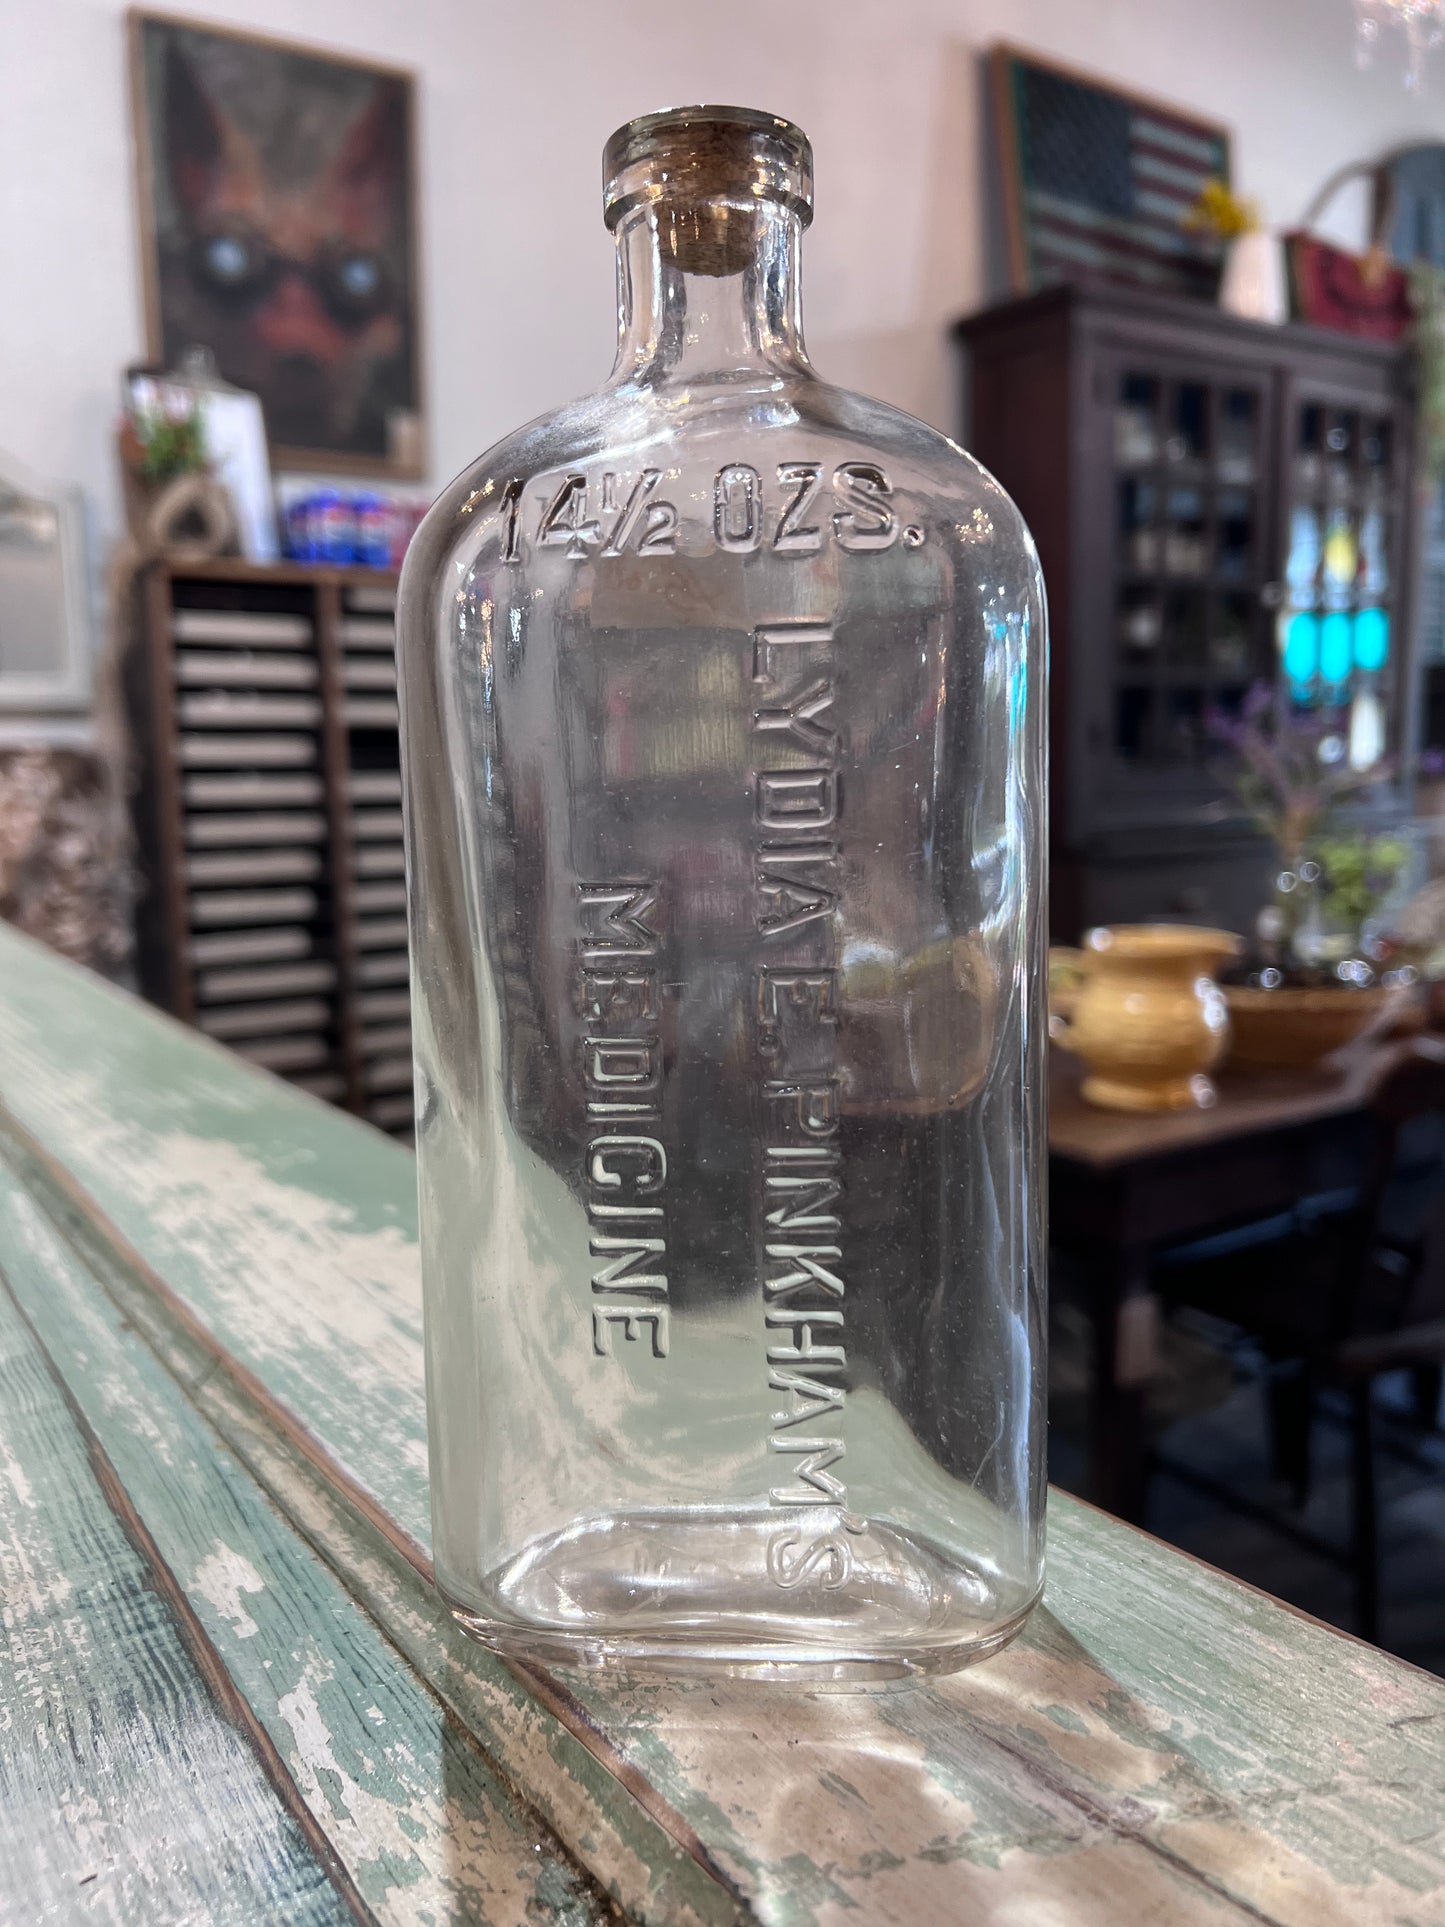 14½ OZS.
LYDIA E. PINKHAM'S
MEDICINE